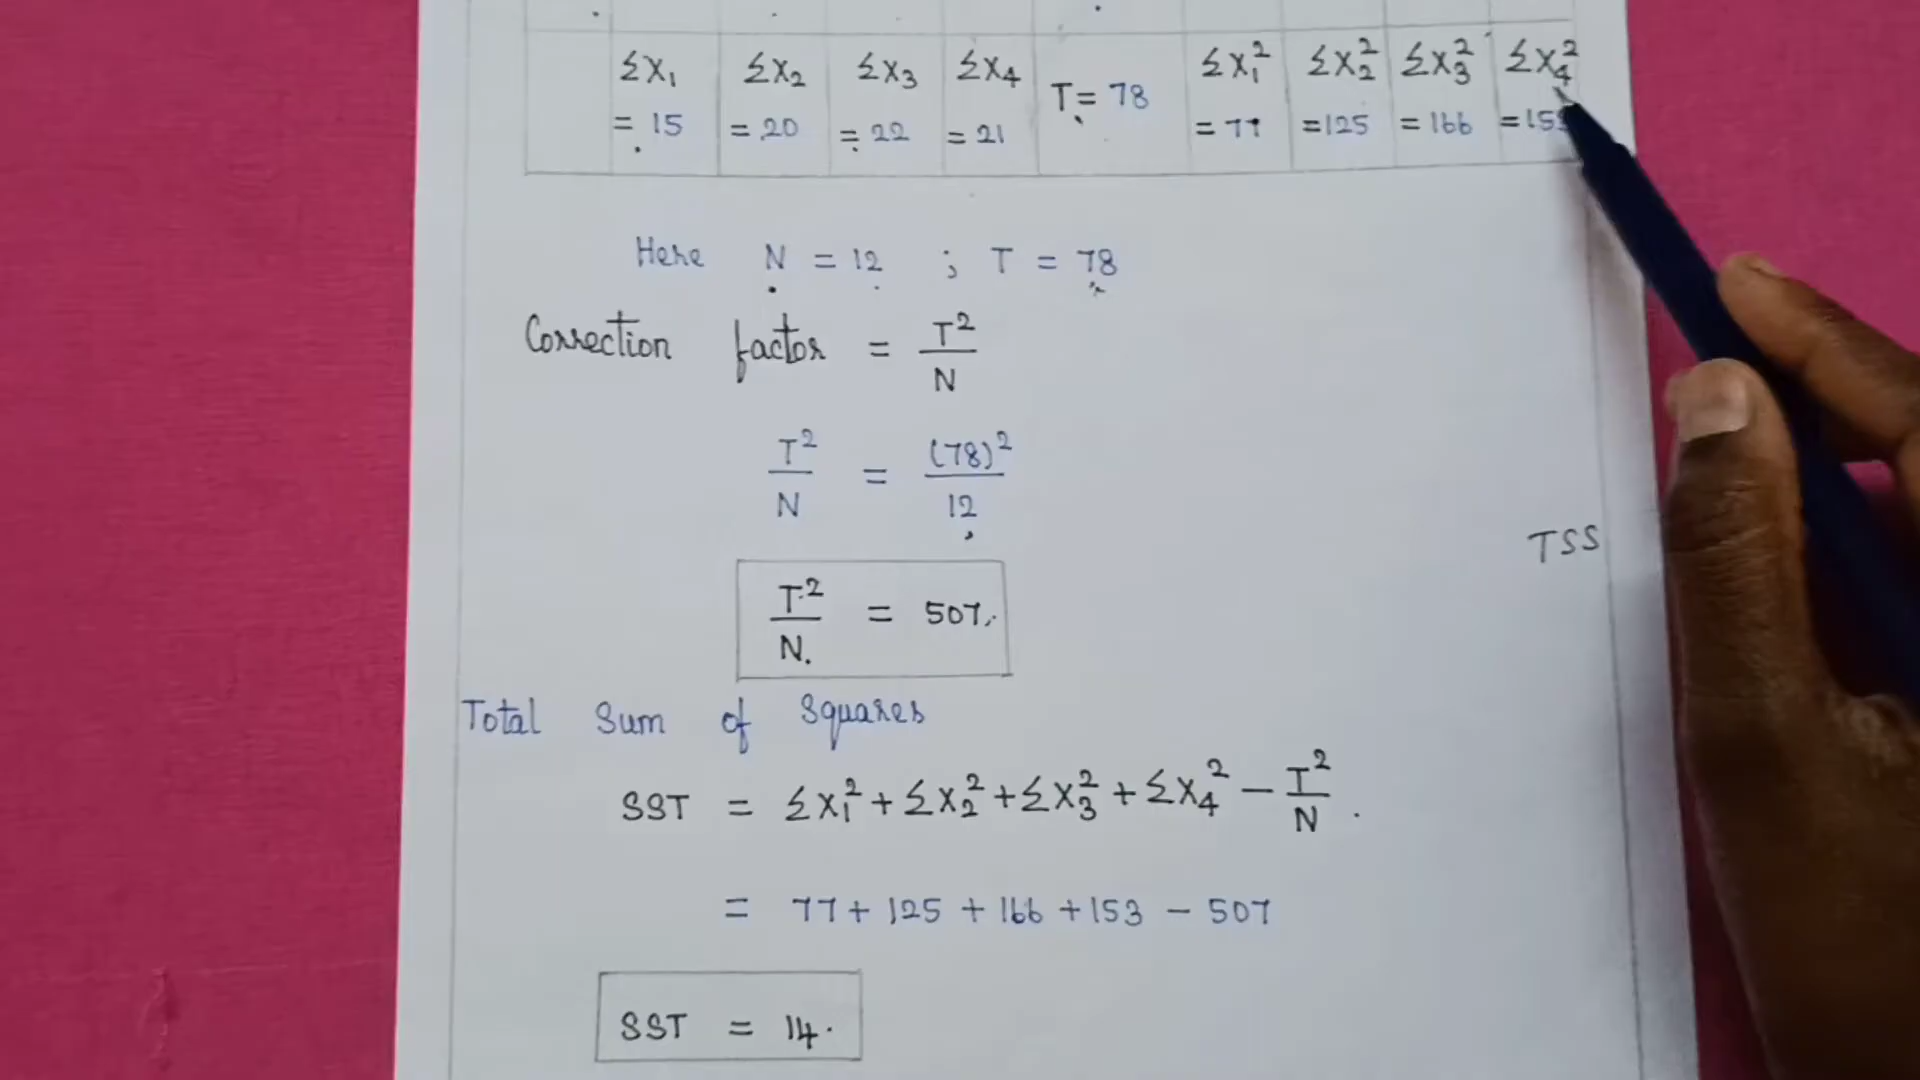 ΣX₁ ΣX₂ ΣX₃ ΣX₄ T = 78 ΣX₁² ΣX₂² ΣX₃² ΣX₄²
= 15 = 20 = 22 = 21 = 77 = 125 = 166
Here N = 12 ; T = 78
Correction factor = T²/N
T²/N = (78)²/12
TSS
T²/N = 507.
Total Sum of Squares
SST = ΣX₁² + ΣX₂² + ΣX₃² + ΣX₄² − T²/N .
= 77 + 125 + 166 + 153 − 507
SST = 14.